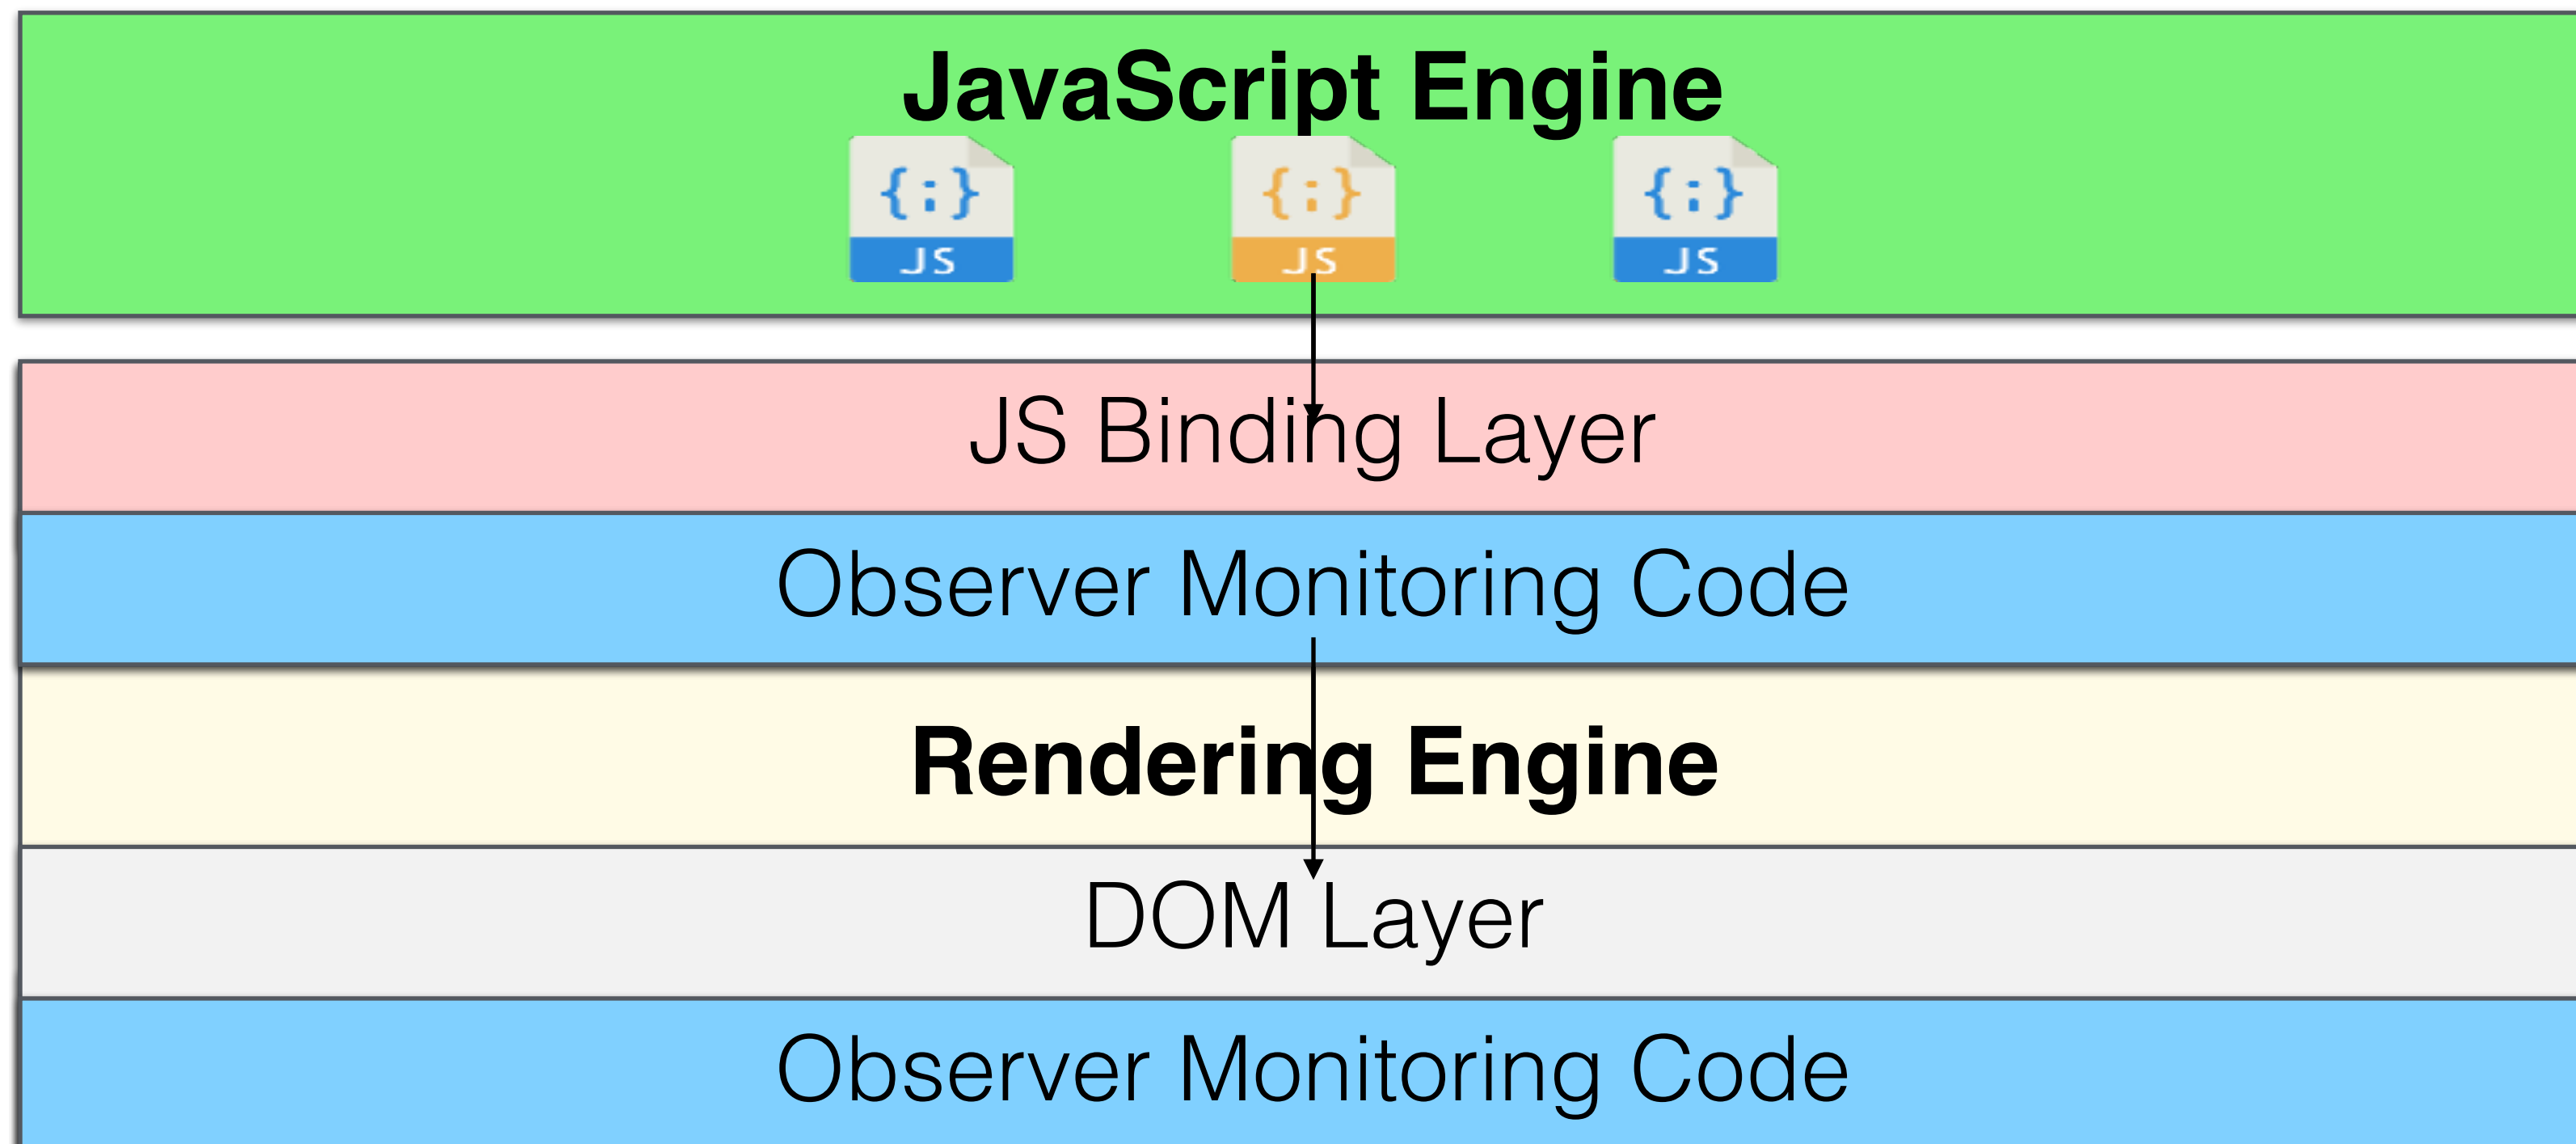 JavaScript Engine
{:} {:} {:}
JS JS JS
JS Binding Layer
Observer Monitoring Code
Rendering Engine
DOM Layer
Observer Monitoring Code